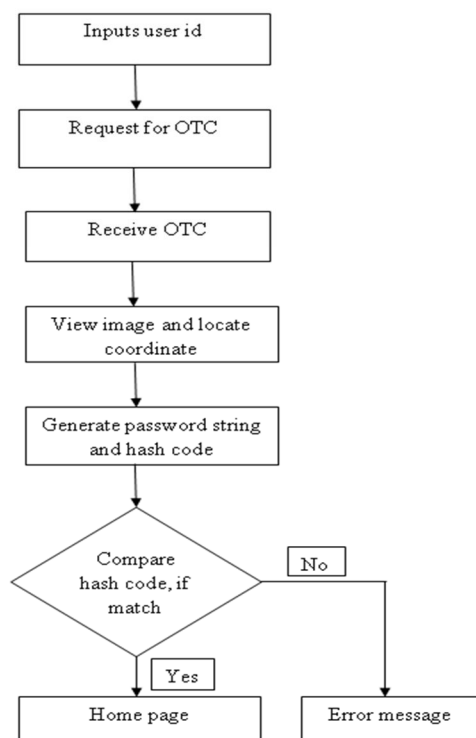 Inputs user id
Request for OTC
Receive OTC
View image and locate
coordinate
Generate password string
and hash code
Compare
hash code, if
match
No
Yes
Home page
Error message